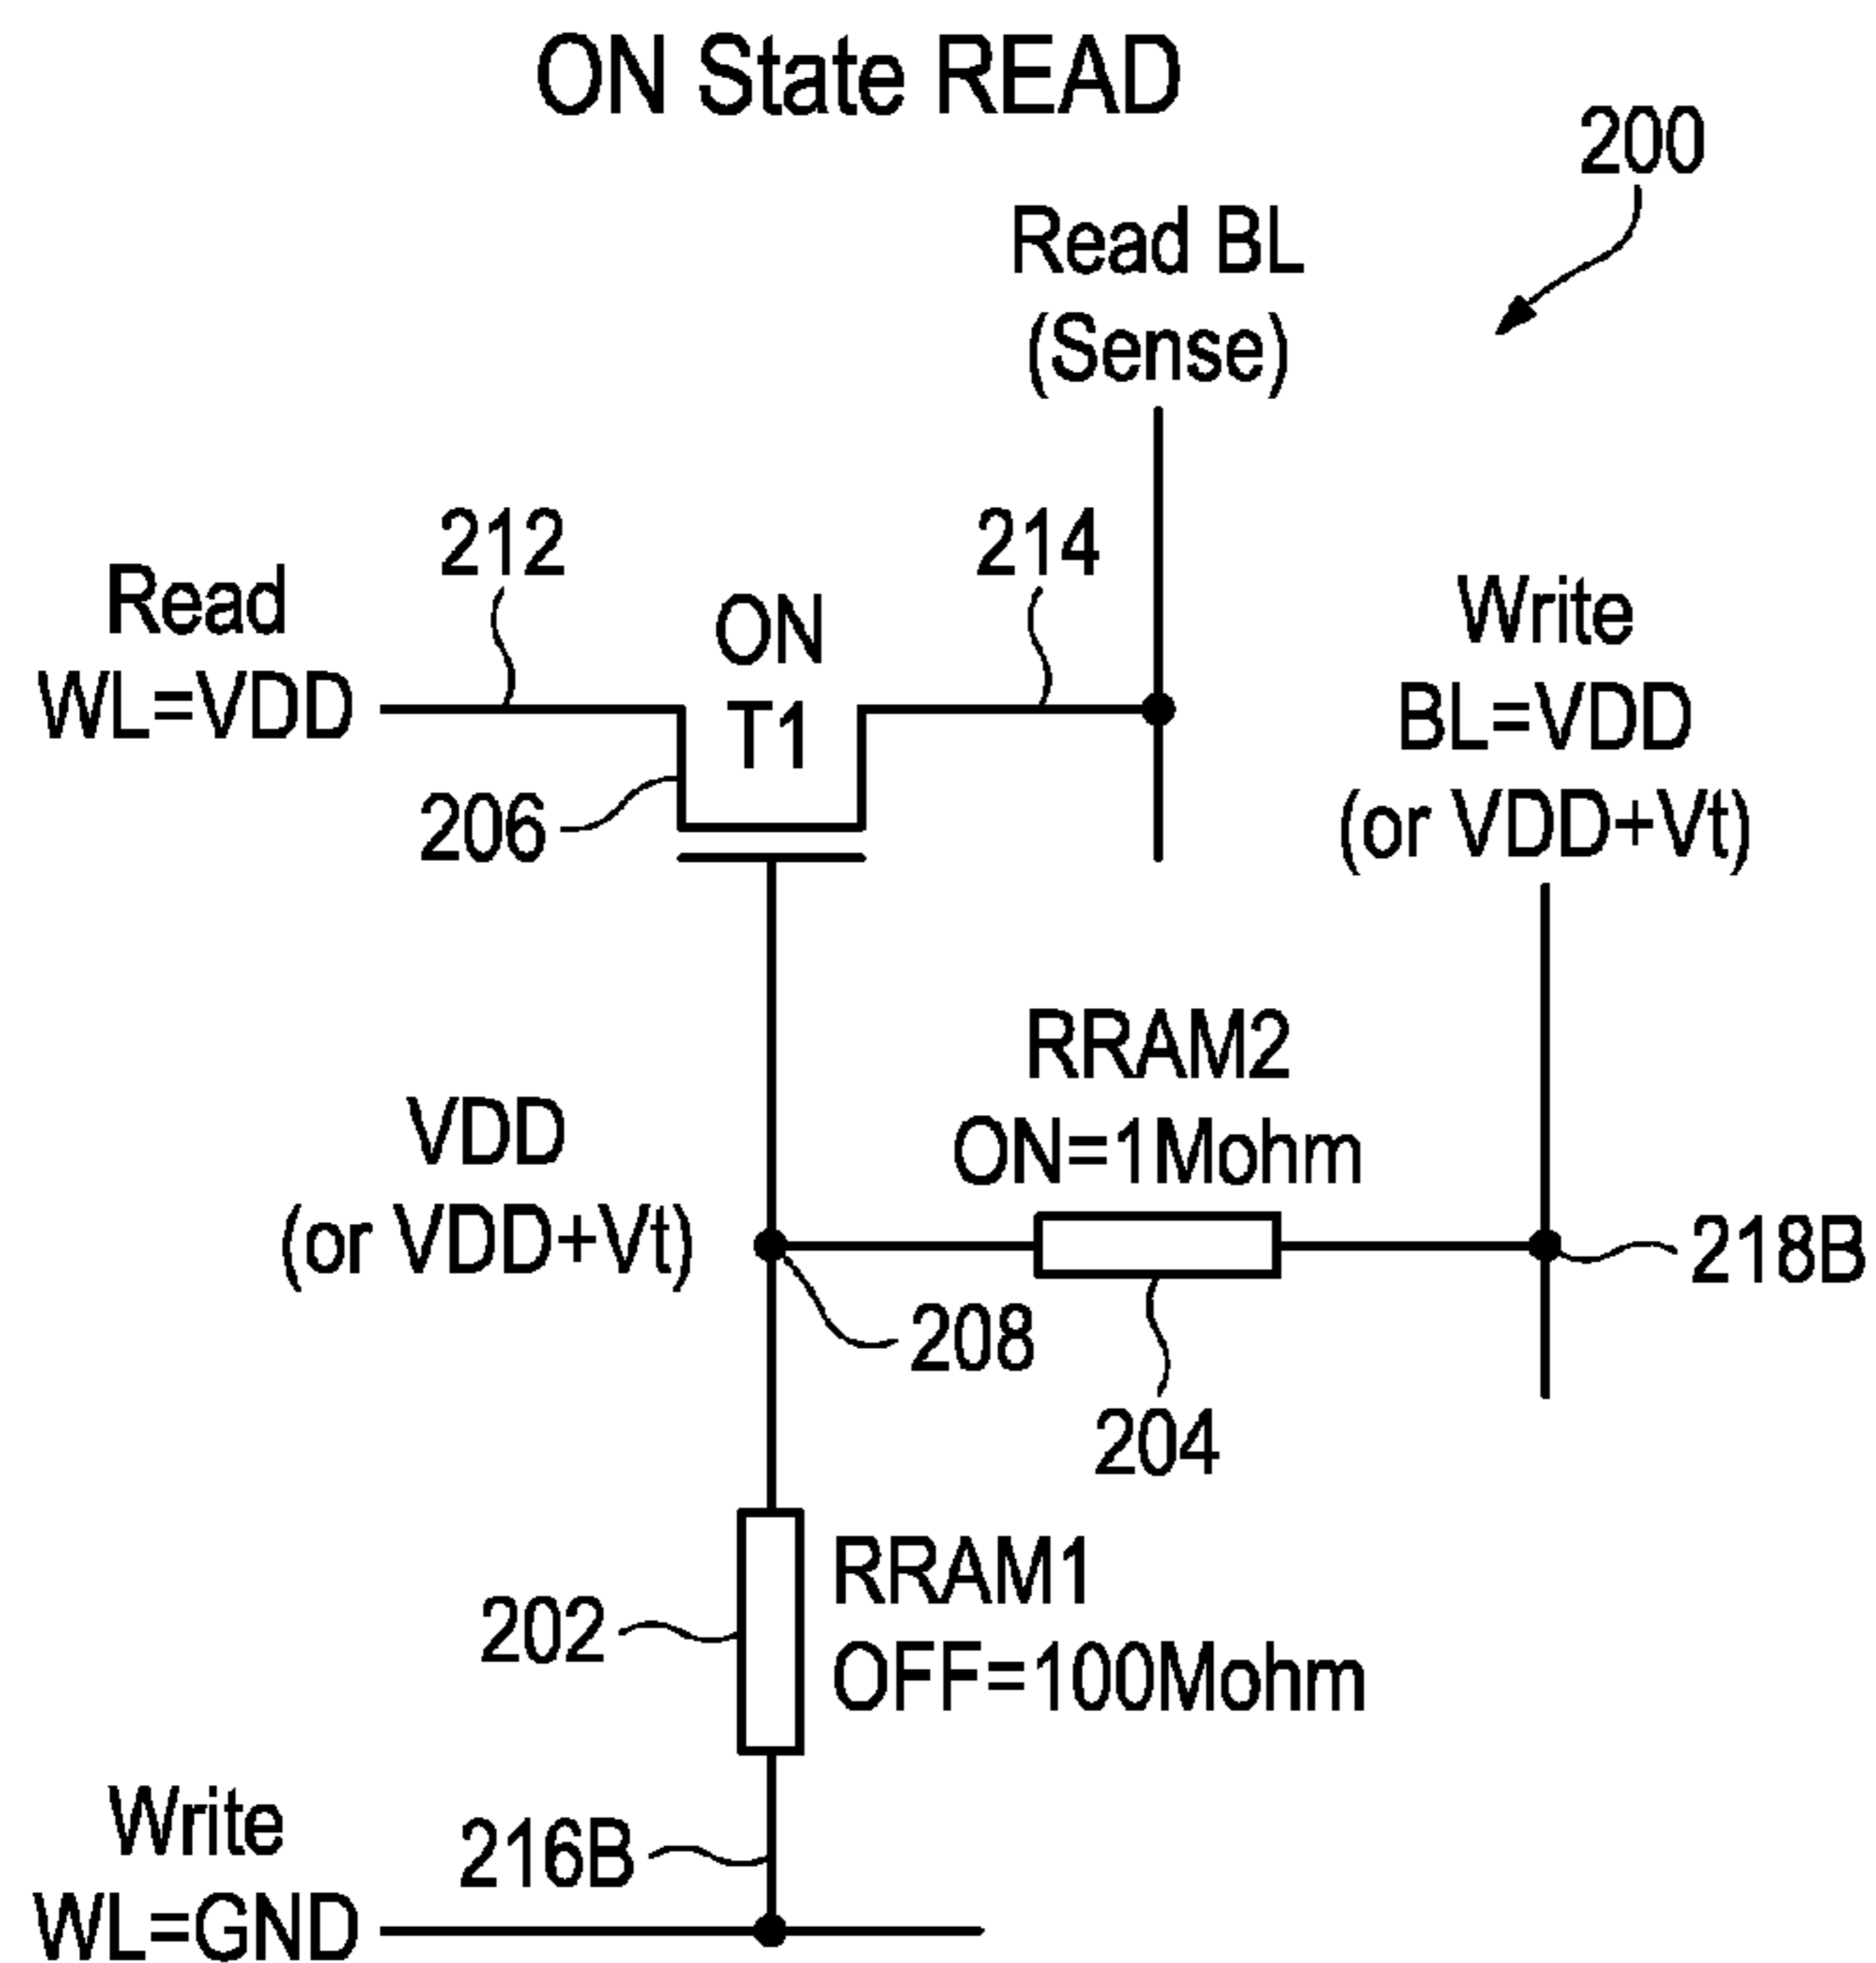 ON State READ
200
Read BL
(Sense)
212
214
Read
WL=VDD
ON
T1
206
Write
BL=VDD
(or VDD+Vt)
RRAM2
ON=1Mohm
VDD
(or VDD+Vt)
218B
208
204
RRAM1
OFF=100Mohm
202
216B
Write
WL=GND